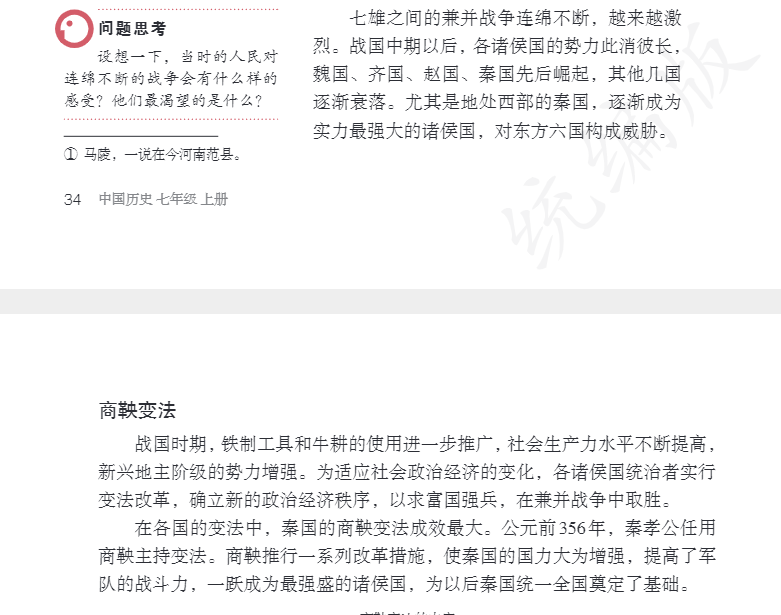 问题思考
设想一下，当时的人民对
连绵不断的战争会有什么样的
感受？他们最渴望的是什么？
① 马陵，一说在今河南范县。
34 中国历史 七年级 上册
七雄之间的兼并战争连绵不断，越来越激
烈。战国中期以后，各诸侯国的势力此消彼长，
魏国、齐国、赵国、秦国先后崛起，其他几国
逐渐衰落。尤其是地处西部的秦国，逐渐成为
实力最强大的诸侯国，对东方六国构成威胁。
统编版
商鞅变法
战国时期，铁制工具和牛耕的使用进一步推广，社会生产力水平不断提高，
新兴地主阶级的势力增强。为适应社会政治经济的变化，各诸侯国统治者实行
变法改革，确立新的政治经济秩序，以求富国强兵，在兼并战争中取胜。
在各国的变法中，秦国的商鞅变法成效最大。公元前356年，秦孝公任用
商鞅主持变法。商鞅推行一系列改革措施，使秦国的国力大为增强，提高了军
队的战斗力，一跃成为最强盛的诸侯国，为以后秦国统一全国奠定了基础。